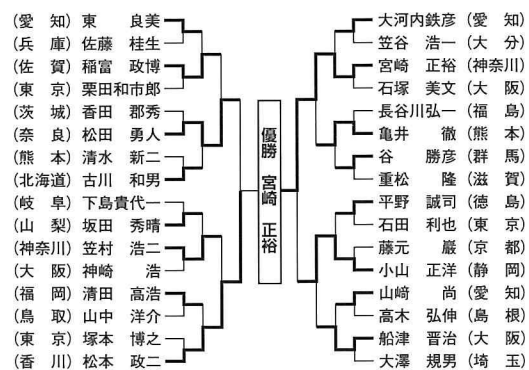 (愛　知) 東　　良美
(兵　庫) 佐藤　桂生
(佐　賀) 稲富　政博
(東　京) 栗田和市郎
(茨　城) 香田　郡秀
(奈　良) 松田　勇人
(熊　本) 清水　新二
(北海道) 古川　和男
(岐　阜) 下島貴代一
(山　梨) 坂田　秀晴
(神奈川) 笠村　浩二
(大　阪) 神崎　　浩
(福　岡) 清田　高浩
(鳥　取) 山中　洋介
(東　京) 塚本　博之
(香　川) 松本　政二
優勝　宮崎　正裕
大河内鉄彦 (愛　知)
笠谷　浩一 (大　分)
宮崎　正裕 (神奈川)
石塚　美文 (大　阪)
長谷川弘一 (福　島)
亀井　　徹 (熊　本)
谷　　勝彦 (群　馬)
重松　　隆 (滋　賀)
平野　誠司 (徳　島)
石田　利也 (東　京)
藤元　　巌 (京　都)
小山　正洋 (静　岡)
山﨑　　尚 (愛　知)
高木　弘伸 (島　根)
船津　晋治 (大　阪)
大澤　規男 (埼　玉)